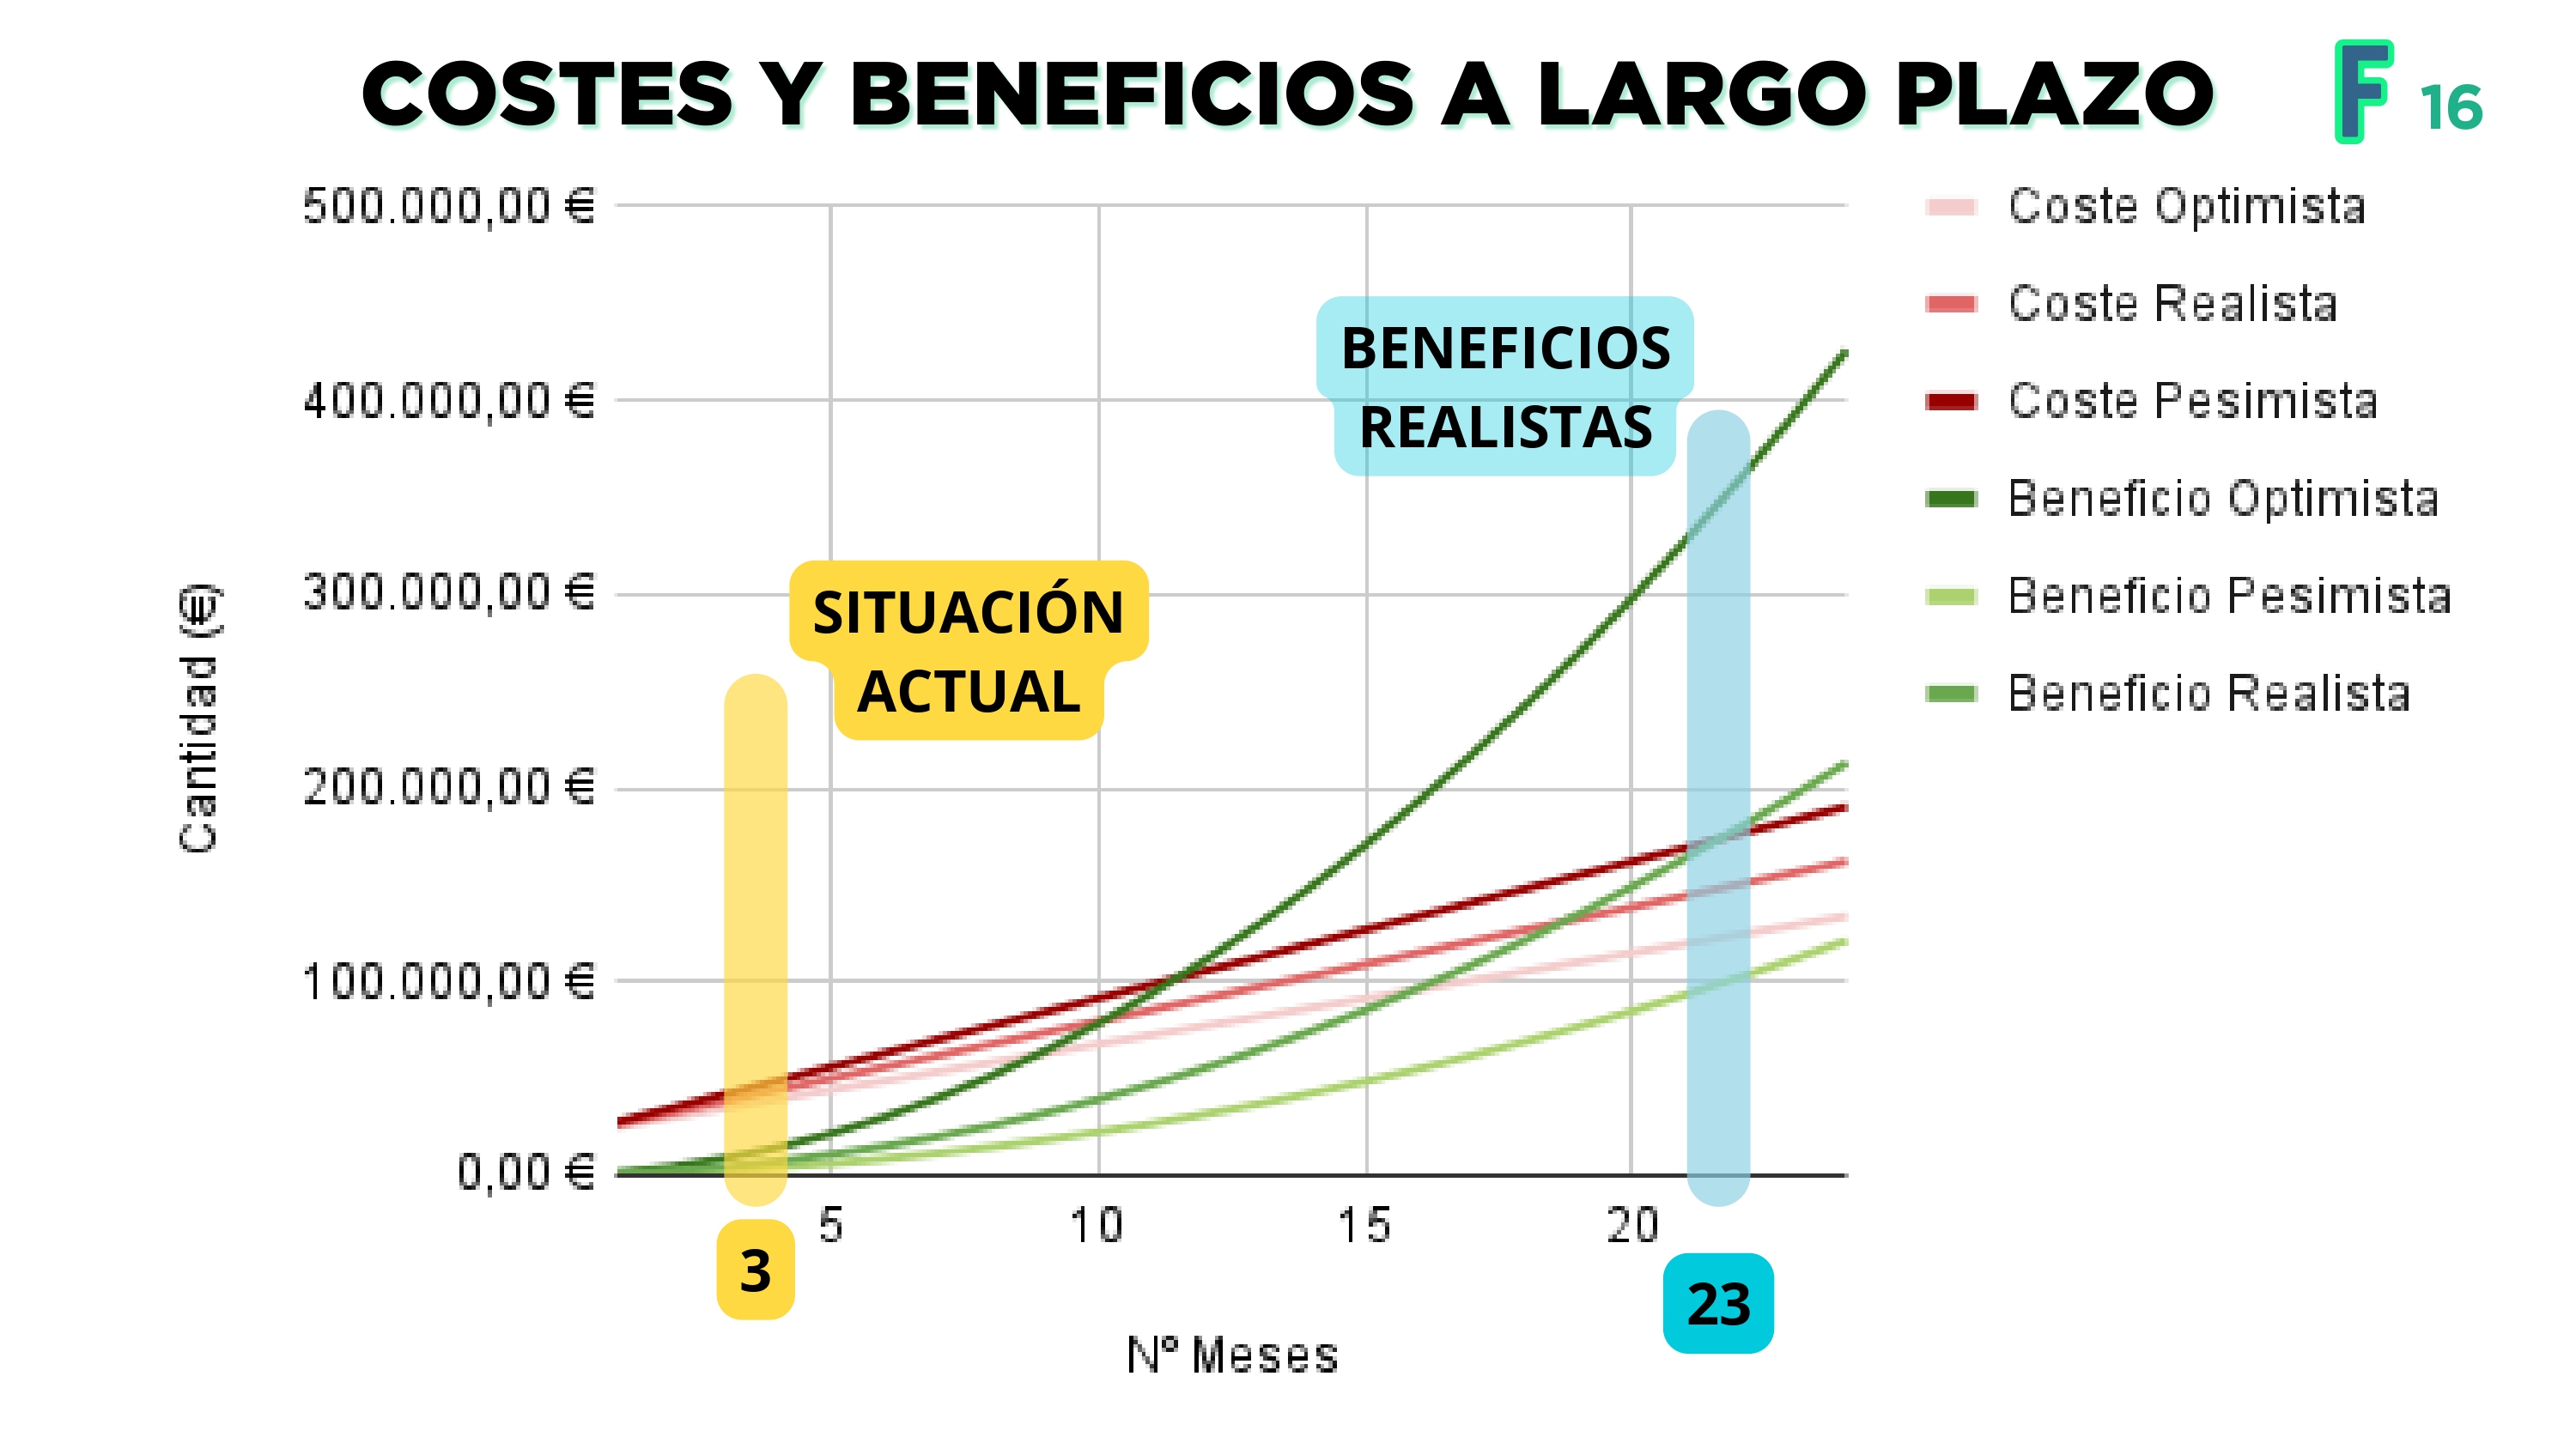 COSTES Y BENEFICIOS A LARGO PLAZO
F 16
500.000,00 €
400.000,00 €
300.000,00 €
200.000,00 €
100.000,00 €
0,00 €
Cantidad (€)
BENEFICIOS
REALISTAS
SITUACIÓN
ACTUAL
5
10
15
20
3
23
Nº Meses
Coste Optimista
Coste Realista
Coste Pesimista
Beneficio Optimista
Beneficio Pesimista
Beneficio Realista